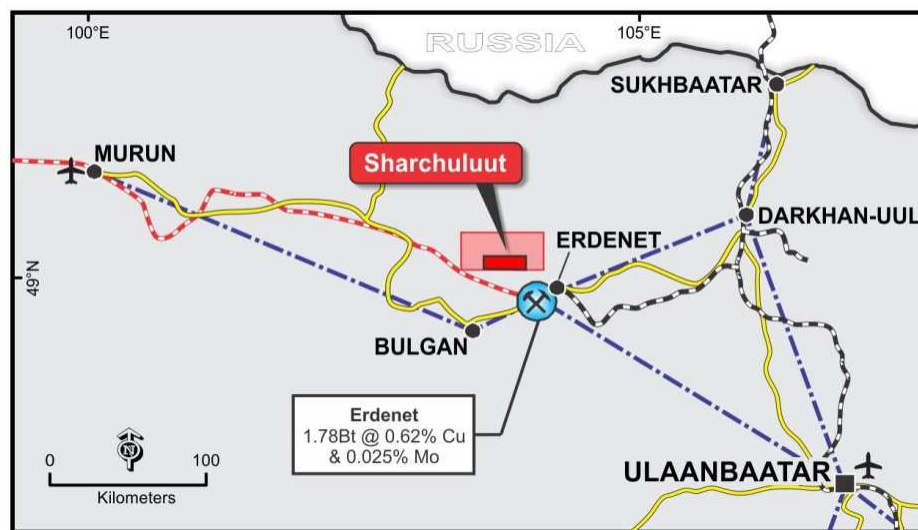 100°E
105°E
RUSSIA
SUKHBAATAR
MURUN
Sharchuluut
DARKHAN-UUL
ERDENET
49°N
BULGAN
Erdenet
1.78Bt @ 0.62% Cu
& 0.025% Mo
N
0 100
Kilometers
ULAANBAATAR